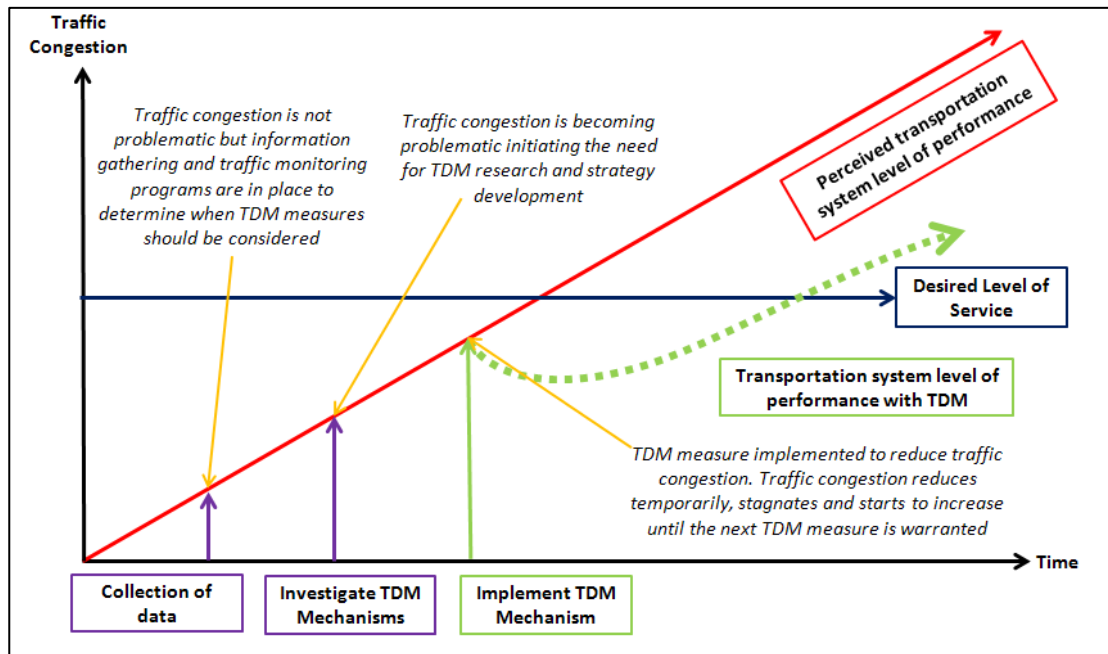 Traffic
Congestion
Traffic congestion is not
problematic but information
gathering and traffic monitoring
programs are in place to
determine when TDM measures
should be considered
Traffic congestion is becoming
problematic initiating the need
for TDM research and strategy
development
Perceived transportation
system level of performance
Desired Level of
Service
Transportation system level of
performance with TDM
TDM measure implemented to reduce traffic
congestion. Traffic congestion reduces
temporarily, stagnates and starts to increase
until the next TDM measure is warranted
Time
Collection of
data
Investigate TDM
Mechanisms
Implement TDM
Mechanism